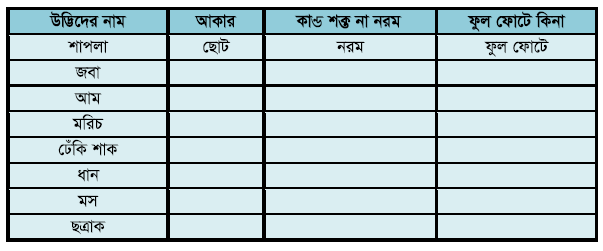 উদ্ভিদের নাম আকার কাণ্ড শক্ত না নরম ফুল ফোটে কিনা
শাপলা ছোট নরম ফুল ফোটে
জবা
আম
মরিচ
ঢেঁকি শাক
ধান
মস
ছত্রাক